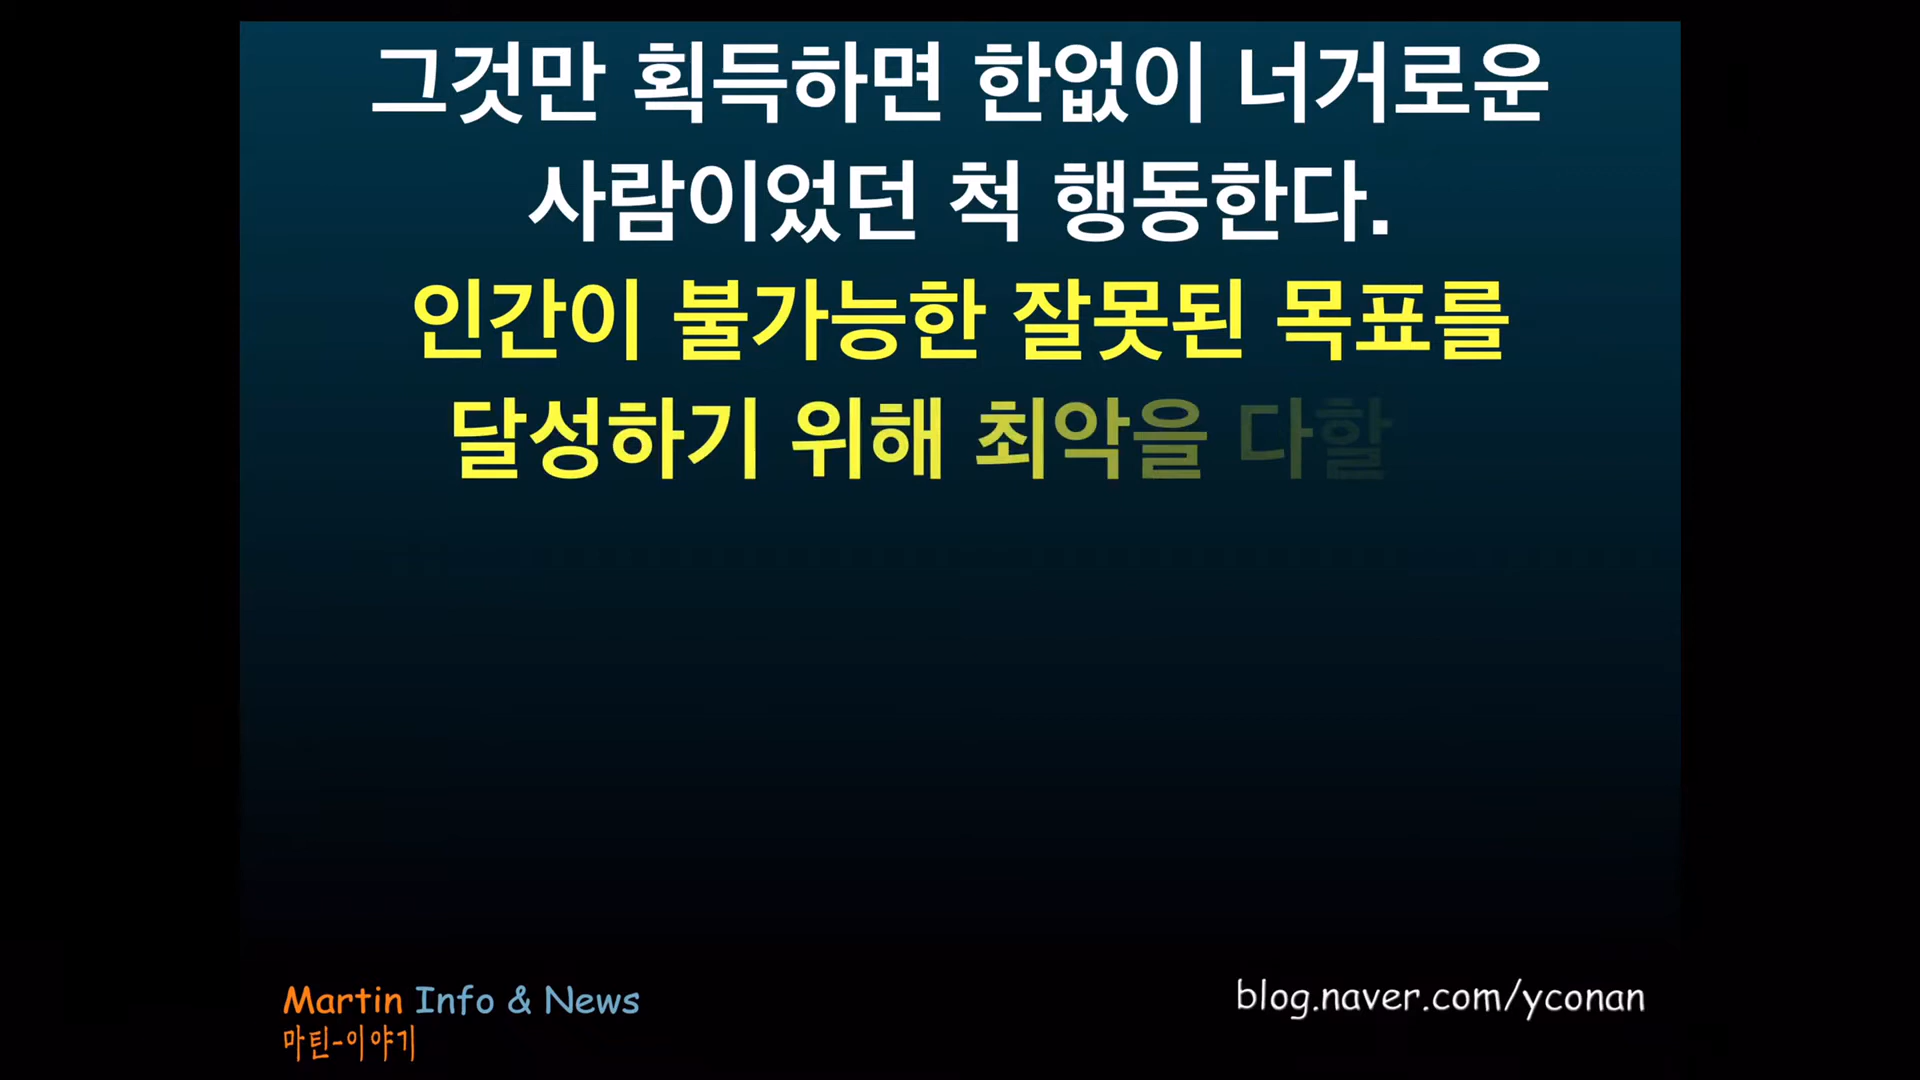 그것만 획득하면 한없이 너거로운
사람이었던 척 행동한다.
인간이 불가능한 잘못된 목표를
달성하기 위해 최악을 다할
Martin Info & News
마틴-이야기
blog.naver.com/yconan